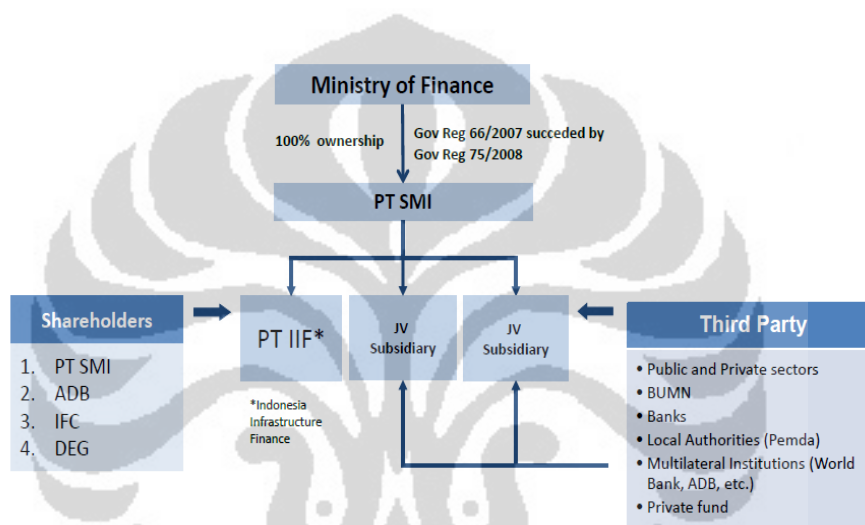 Ministry of Finance
100% ownership
Gov Reg 66/2007 succeded by
Gov Reg 75/2008
PT SMI
Shareholders
1. PT SMI
2. ADB
3. IFC
4. DEG
PT IIF*
JV
Subsidiary
JV
Subsidiary
*Indonesia
Infrastructure
Finance
Third Party
• Public and Private sectors
• BUMN
• Banks
• Local Authorities (Pemda)
• Multilateral Institutions (World
Bank, ADB, etc.)
• Private fund